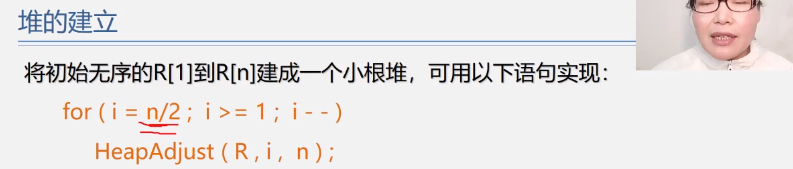 堆的建立
将初始无序的R[1]到R[n]建成一个小根堆，可用以下语句实现：
for ( i = n/2 ; i >= 1 ; i - - )
HeapAdjust ( R , i , n ) ;